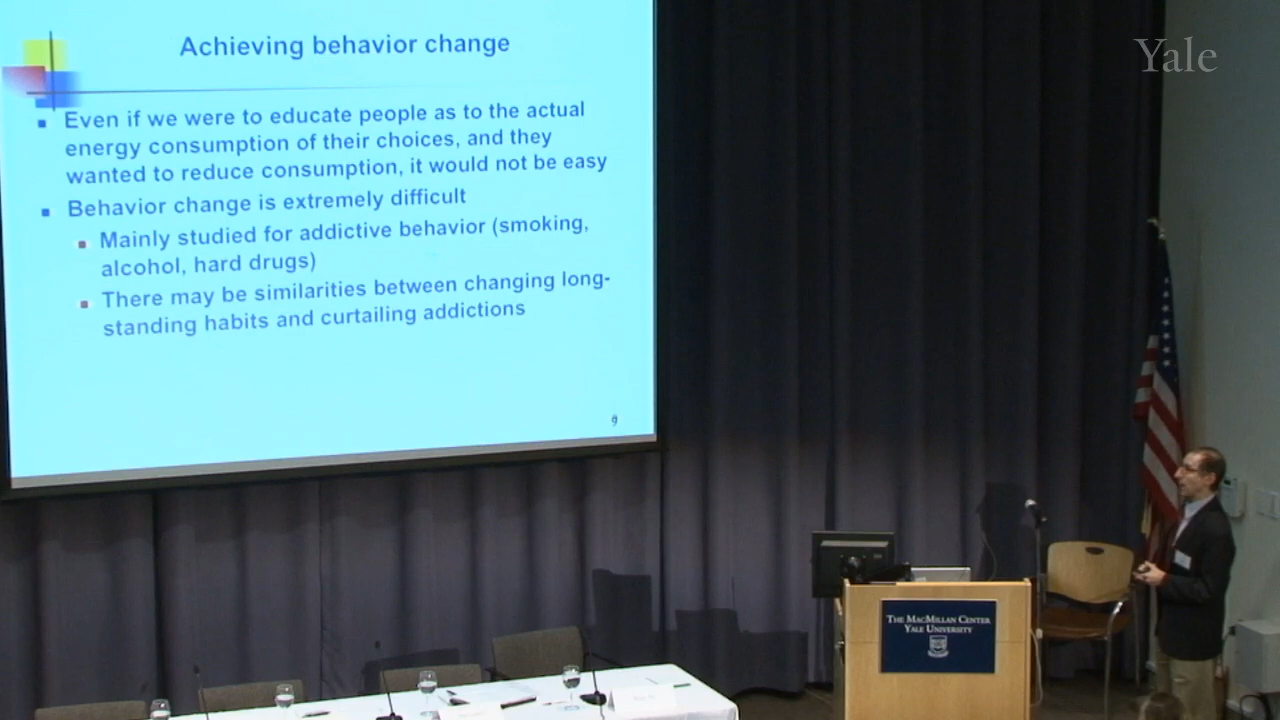 Achieving behavior change
Even if we were to educate people as to the actual
energy consumption of their choices, and they
wanted to reduce consumption, it would not be easy
Behavior change is extremely difficult
Mainly studied for addictive behavior (smoking,
alcohol, hard drugs)
There may be similarities between changing long-
standing habits and curtailing addictions
9
Yale
THE MACMILLAN CENTER
YALE UNIVERSITY